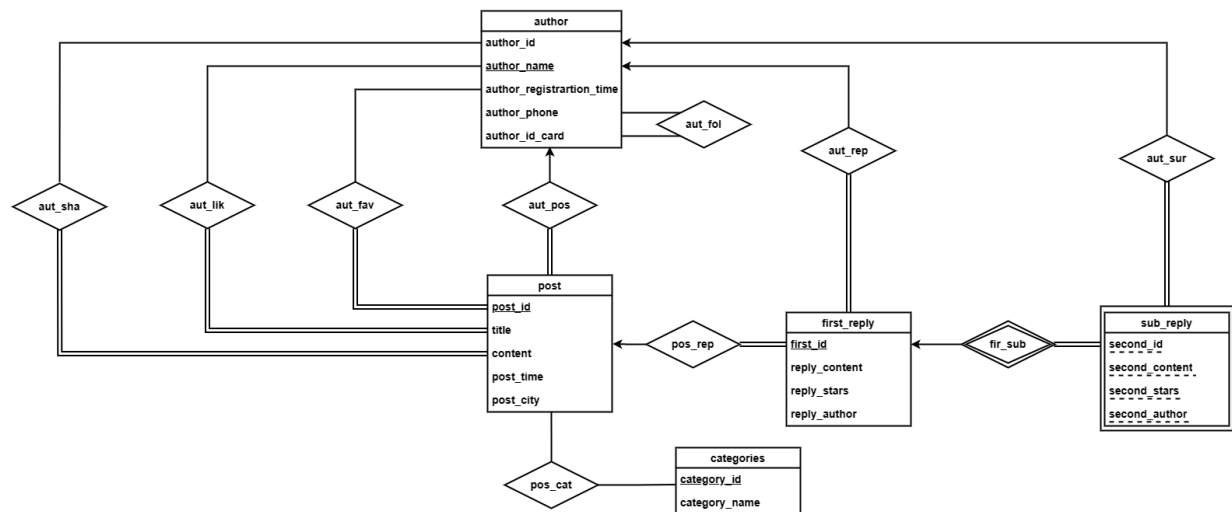 author
author_id
author_name
author_registrartion_time
author_phone
author_id_card
aut_fol
aut_rep
aut_sur
aut_sha
aut_lik
aut_fav
aut_pos
post
post_id
title
content
post_time
post_city
pos_rep
first_reply
first_id
reply_content
reply_stars
reply_author
fir_sub
sub_reply
second_id
second_content
second_stars
second_author
pos_cat
categories
category_id
category_name